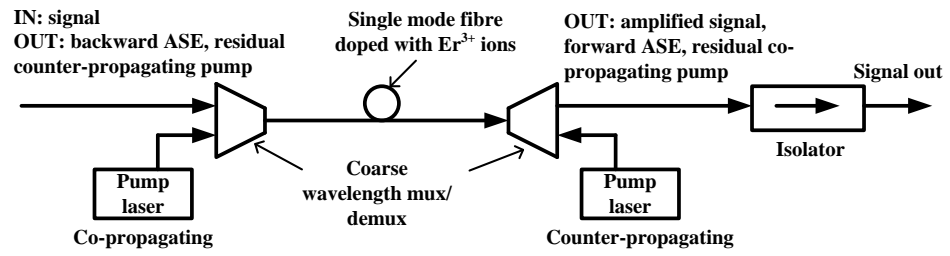 IN: signal
OUT: backward ASE, residual
counter-propagating pump
Single mode fibre
doped with Er³⁺ ions
OUT: amplified signal,
forward ASE, residual co-
propagating pump
Signal out
Isolator
Pump
laser
Co-propagating
Coarse
wavelength mux/
demux
Pump
laser
Counter-propagating